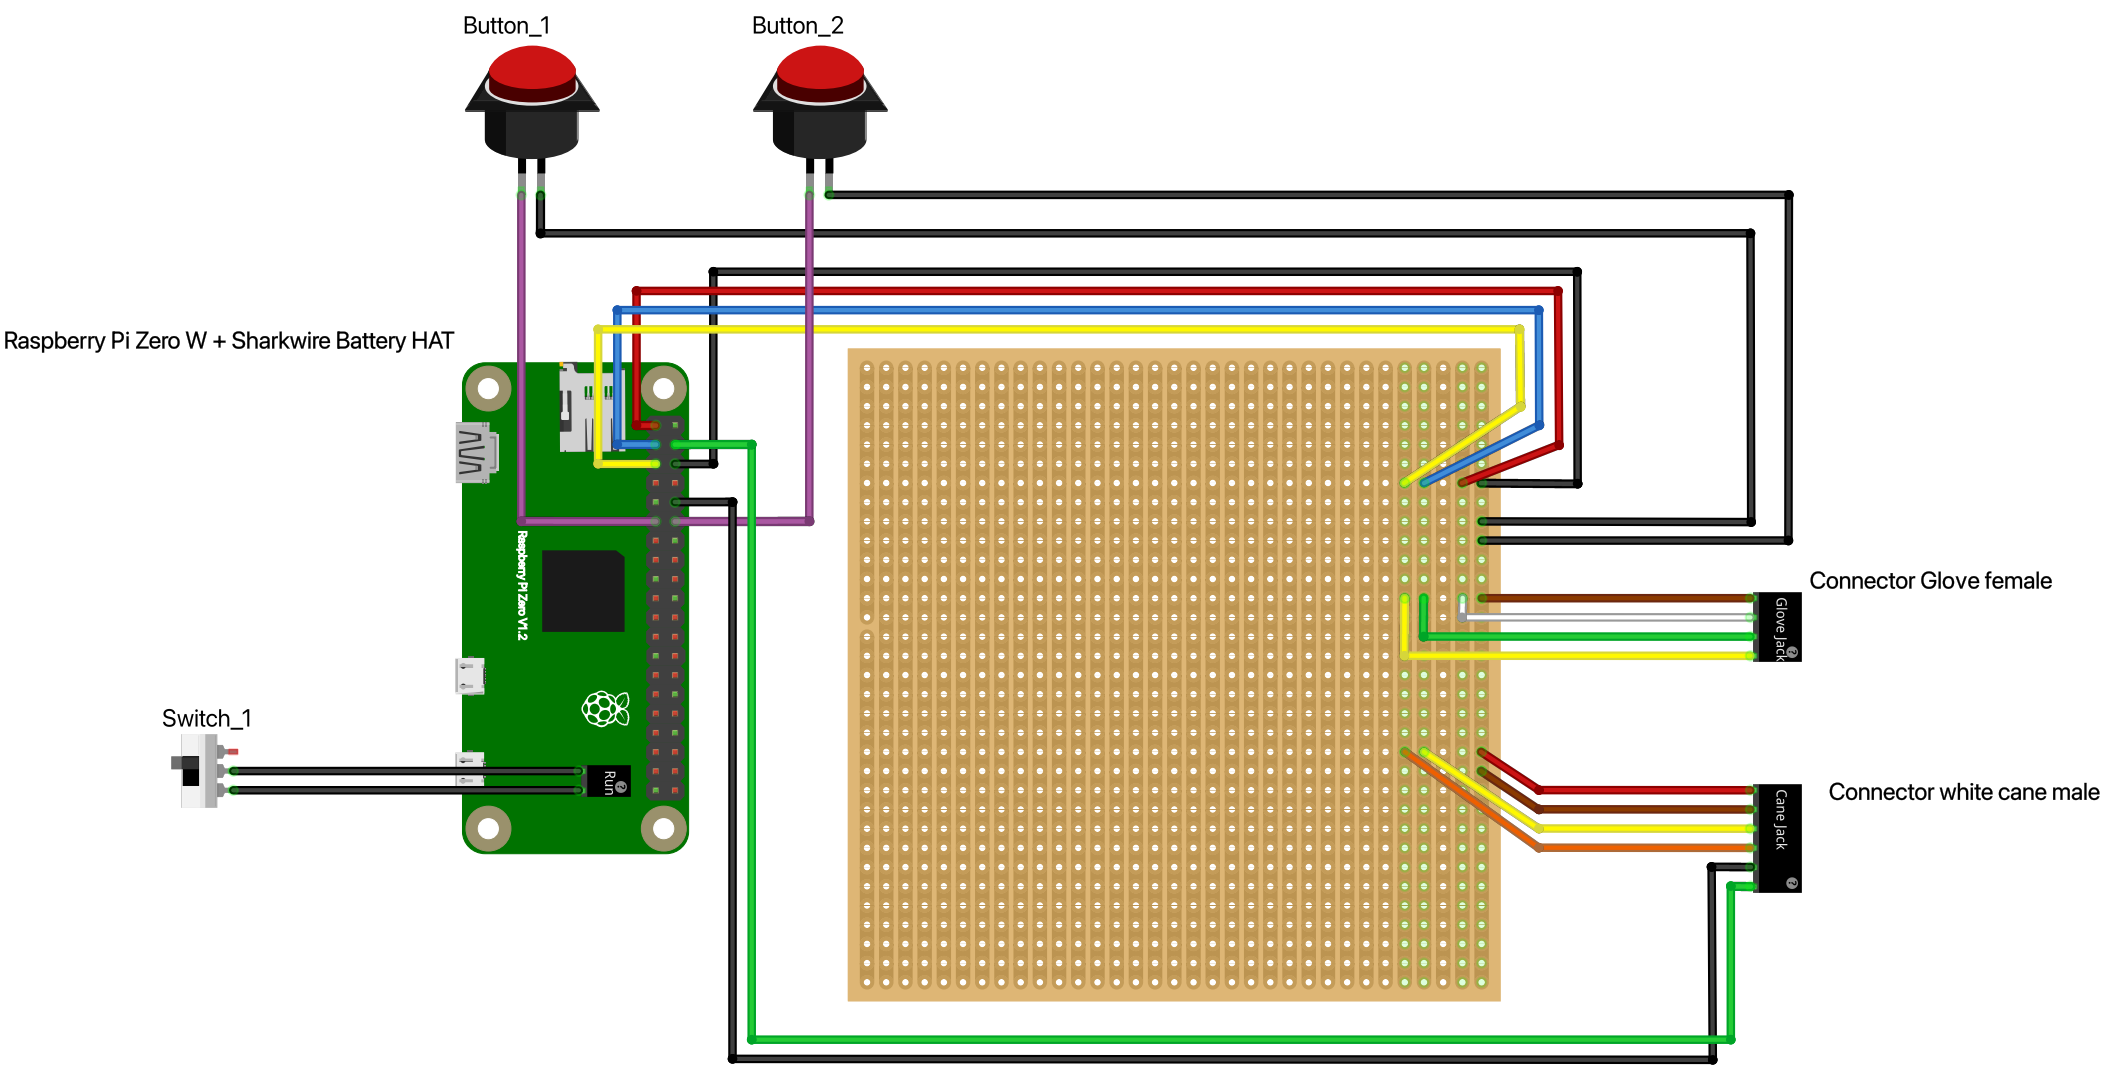 Button_1
Button_2
Raspberry Pi Zero W + Sharkwire Battery HAT
Raspberry Pi Zero V1.2
Connector Glove female
Glove Jack
?
Switch_1
Run
?
Connector white cane male
Cane Jack
?